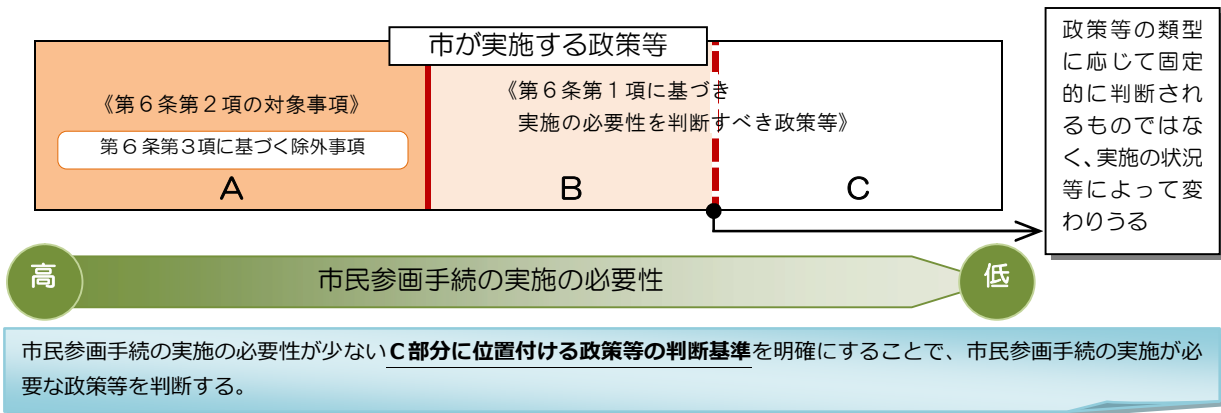 市が実施する政策等
《第6条第2項の対象事項》
第6条第3項に基づく除外事項
A
《第6条第1項に基づき
実施の必要性を判断すべき政策等》
B
C
政策等の類型
に応じて固定
的に判断され
るものではな
く、実施の状況
等によって変
わりうる
高
市民参画手続の実施の必要性
低
市民参画手続の実施の必要性が少ないC部分に位置付ける政策等の判断基準を明確にすることで、市民参画手続の実施が必
要な政策等を判断する。